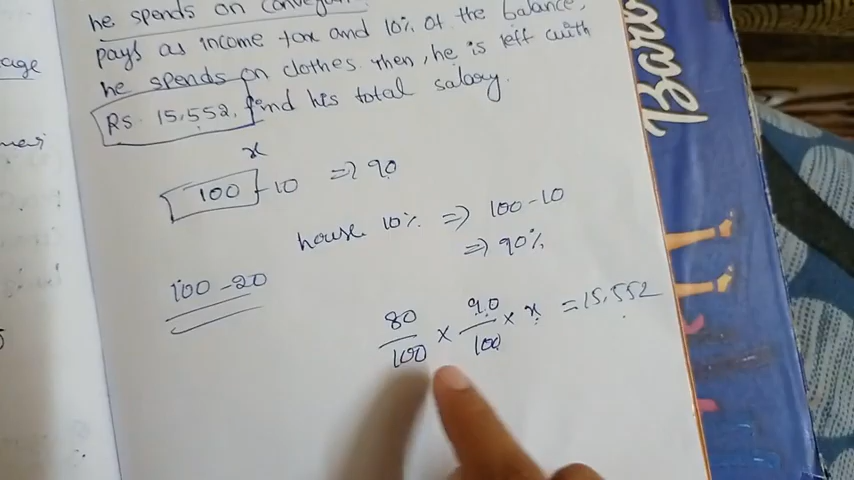 he spends on
pays as income tax and 10% of the balance,
he spends on clothes. then, he is left with
Rs 15,552, find his total salary.
x
100 - 10 => 90
house 10% => 100-10
=> 90%
100 - 20
80/100 × 90/100 × x = 15,552